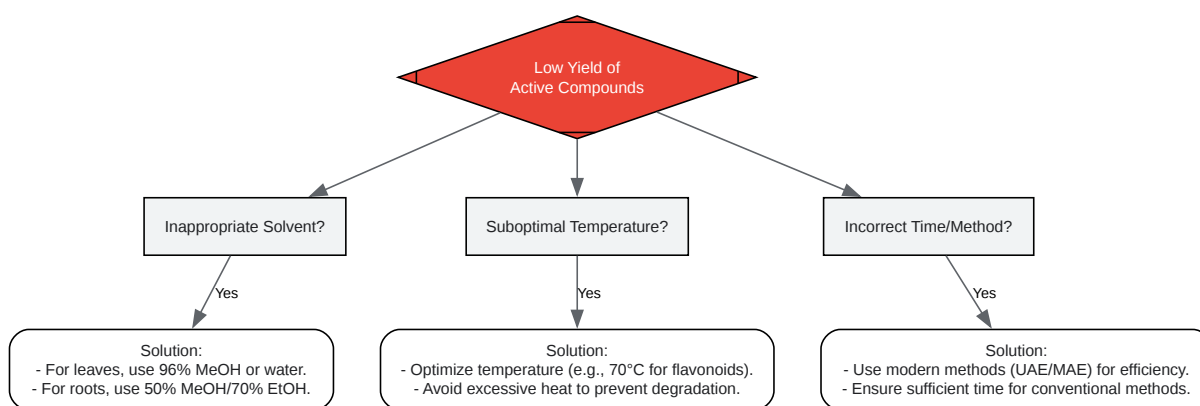 Low Yield of
Active Compounds
Inappropriate Solvent?
Suboptimal Temperature?
Incorrect Time/Method?
Yes
Yes
Yes
Solution:
- For leaves, use 96% MeOH or water.
- For roots, use 50% MeOH/70% EtOH.
Solution:
- Optimize temperature (e.g., 70°C for flavonoids).
- Avoid excessive heat to prevent degradation.
Solution:
- Use modern methods (UAE/MAE) for efficiency.
- Ensure sufficient time for conventional methods.